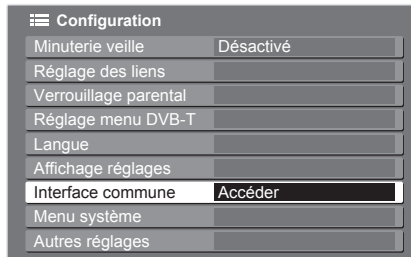 Configuration
Minuterie veille Désactivé
Réglage des liens
Verrouillage parental
Réglage menu DVB-T
Langue
Affichage réglages
Interface commune Accéder
Menu système
Autres réglages